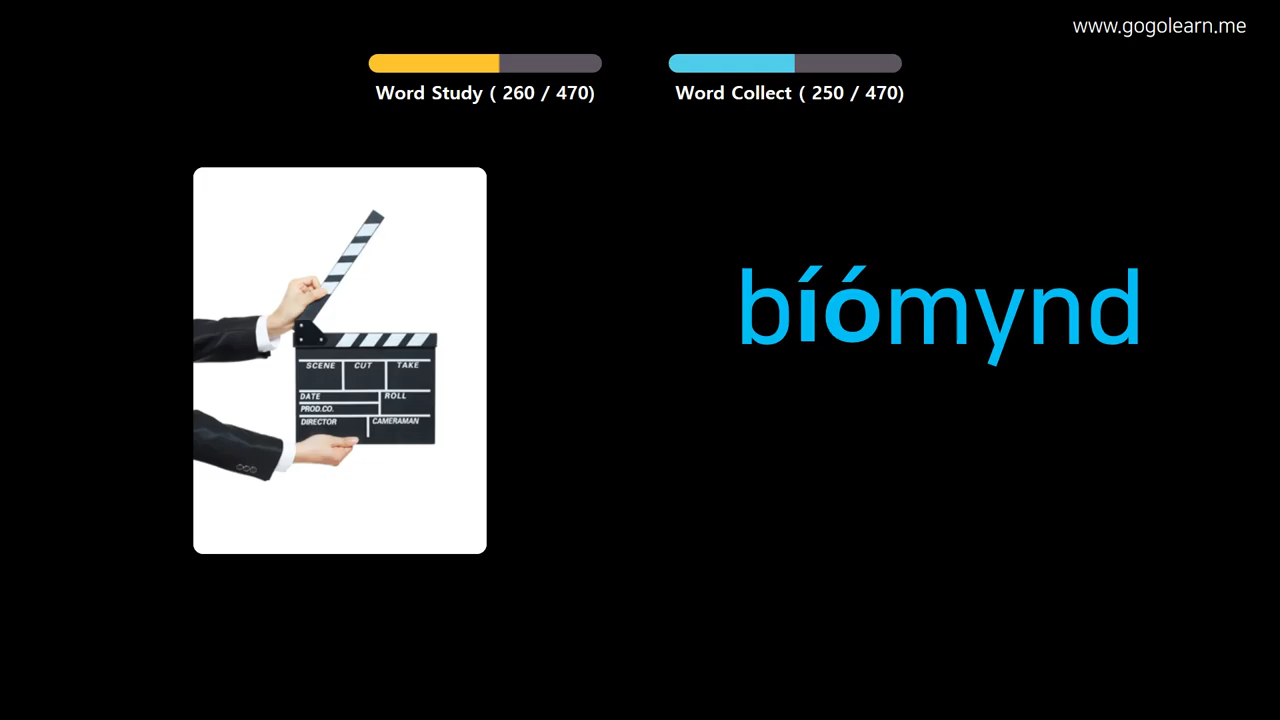 www.gogolearn.me
Word Study ( 260 / 470)
Word Collect ( 250 / 470)
bíómynd
SCENE CUT TAKE
DATE ROLL
PROD.CO.
DIRECTOR CAMERAMAN